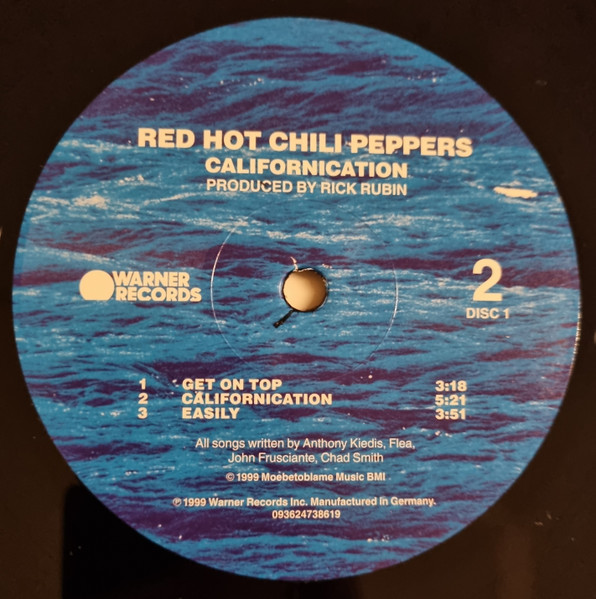 RED HOT CHILI PEPPERS
CALIFORNICATION
PRODUCED BY RICK RUBIN
WARNER
RECORDS
2
DISC 1
1 GET ON TOP 3:18
2 CALIFORNICATION 5:21
3 EASILY 3:51
All songs written by Anthony Kiedis, Flea,
John Frusciante, Chad Smith
© 1999 Moebetoblame Music BMI
℗ 1999 Warner Records Inc. Manufactured in Germany.
093624738619